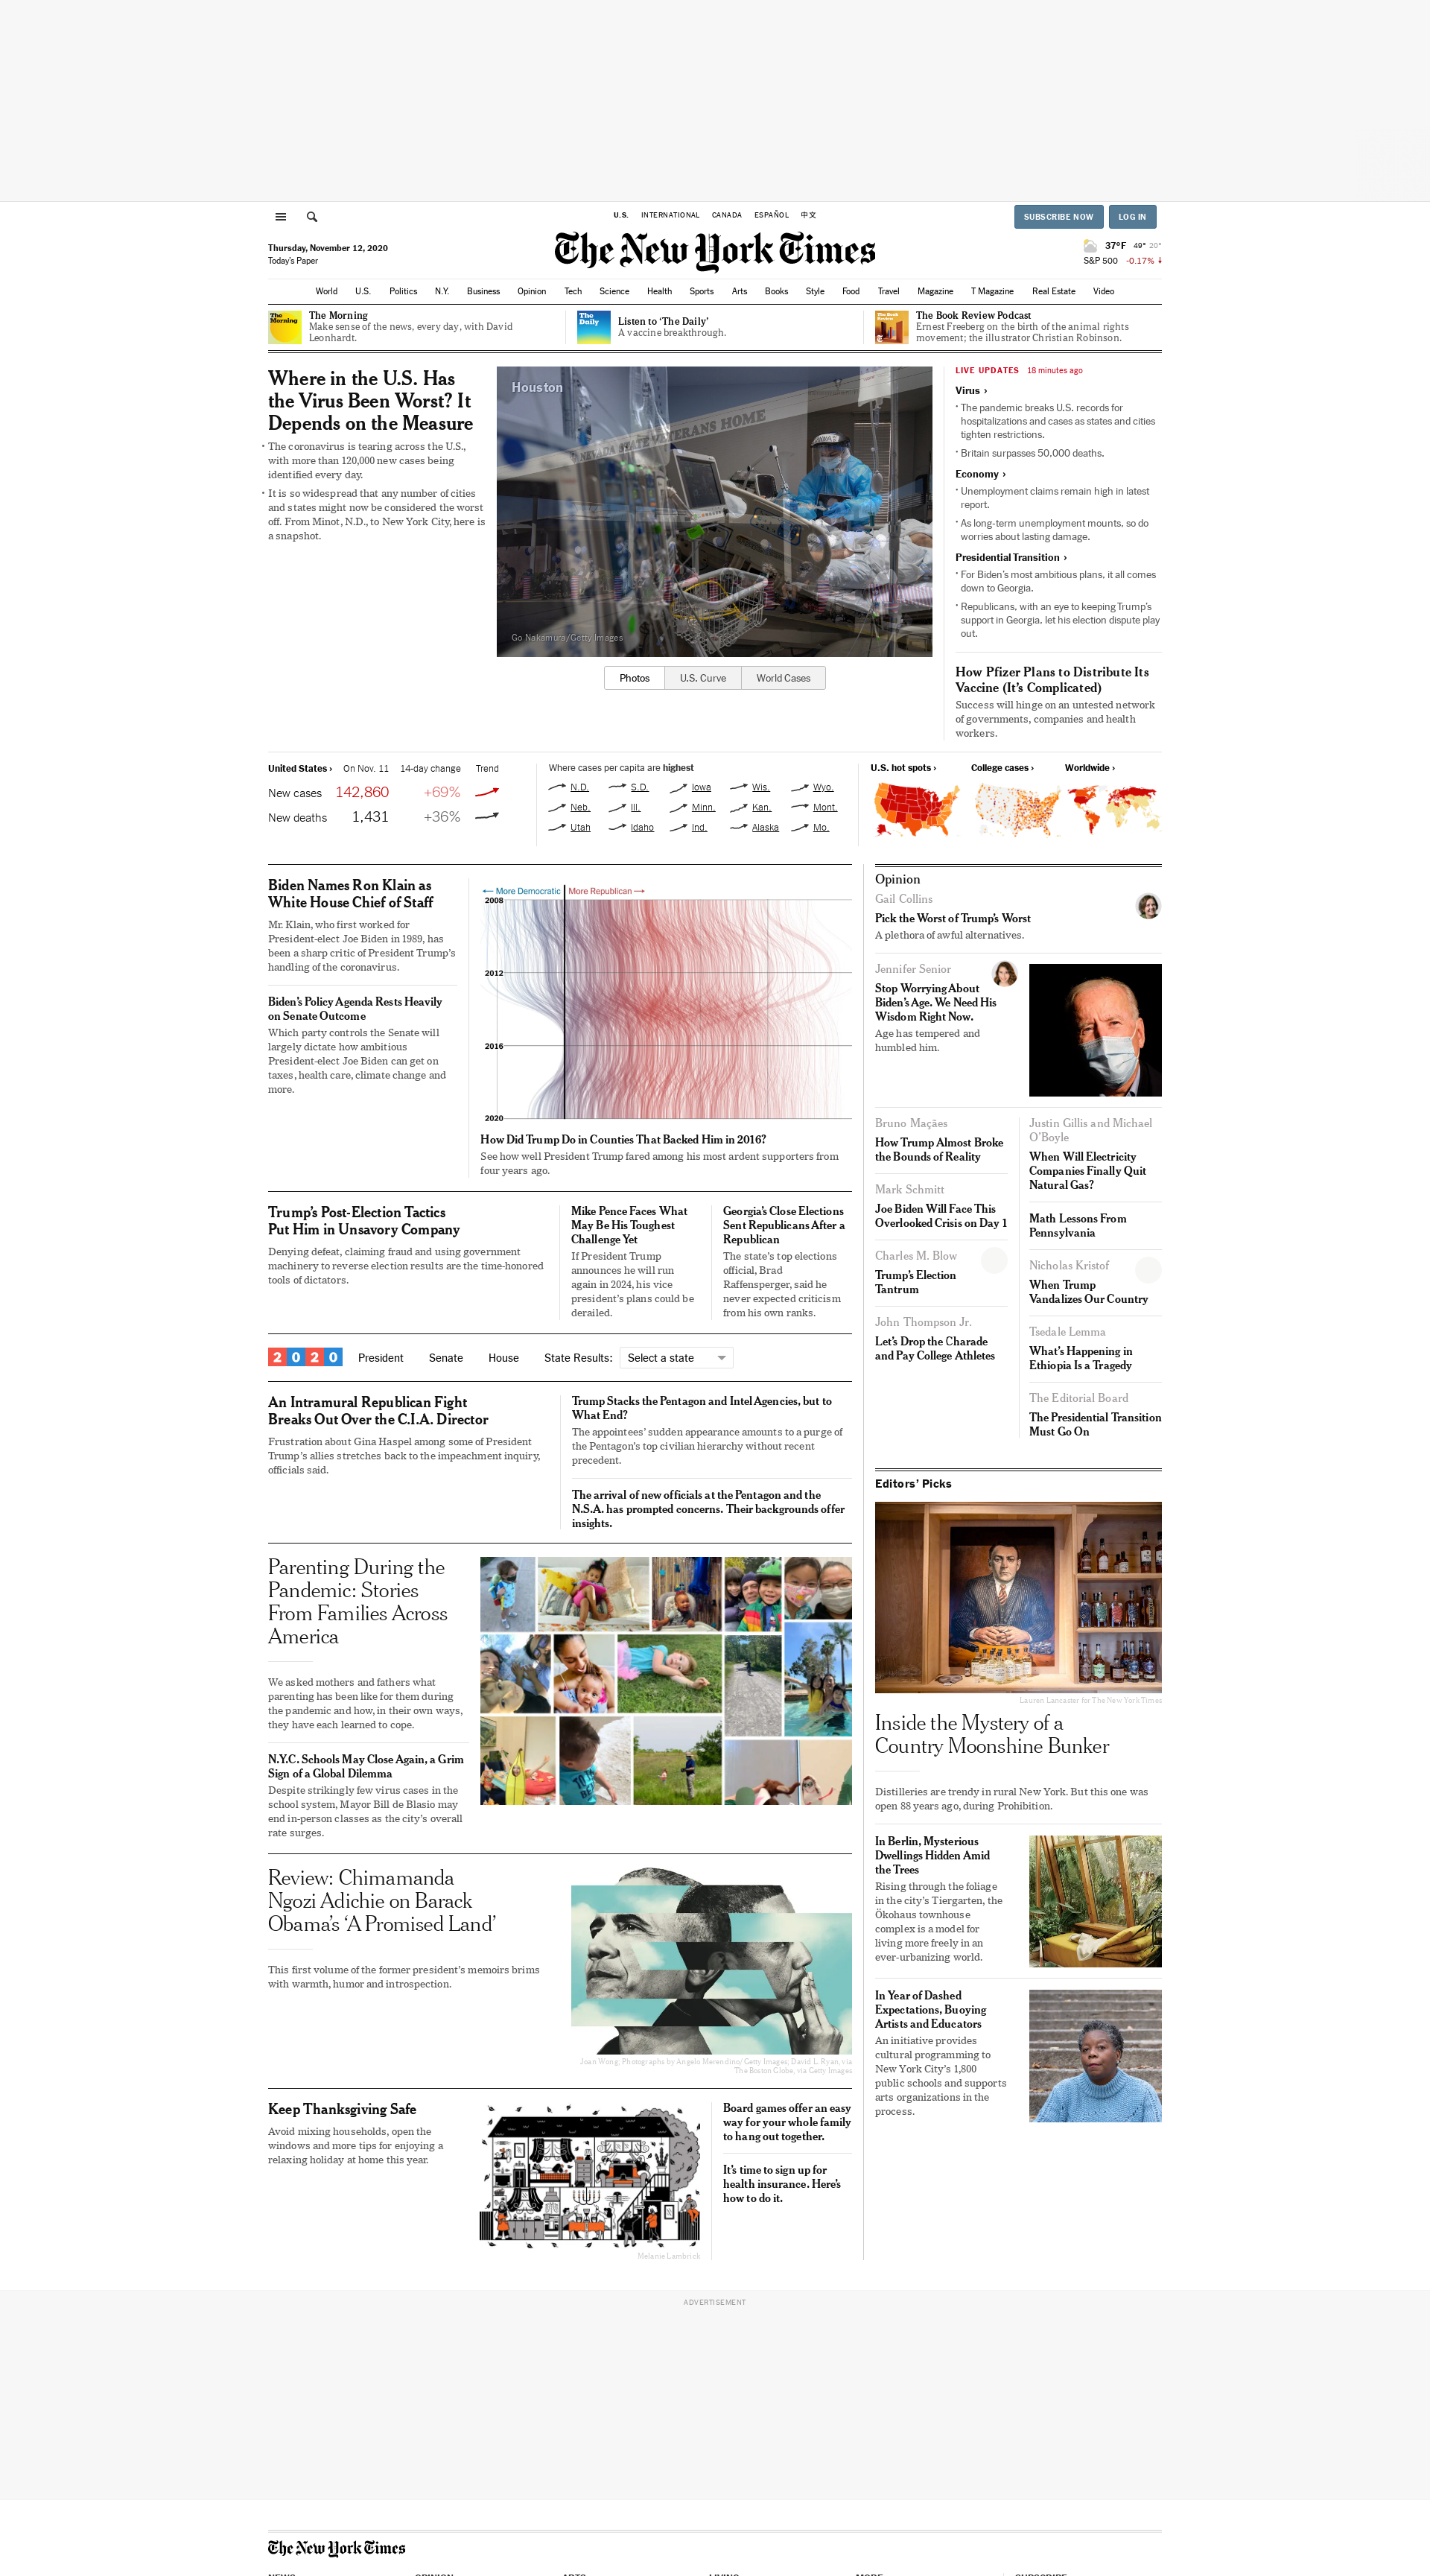 U.S. INTERNATIONAL CANADA ESPAÑOL 中文
SUBSCRIBE NOW LOG IN
Thursday, November 12, 2020
Today's Paper
The New York Times
37°F 49° 20°
S&P 500 -0.17%
World U.S. Politics N.Y. Business Opinion Tech Science Health Sports Arts Books Style Food Travel Magazine T Magazine Real Estate Video
The Morning
The Morning
Make sense of the news, every day, with David
Leonhardt.
The Daily
Listen to ‘The Daily’
A vaccine breakthrough.
The Book Review Podcast
Ernest Freeberg on the birth of the animal rights
movement; the illustrator Christian Robinson.
Where in the U.S. Has
the Virus Been Worst? It
Depends on the Measure
The coronavirus is tearing across the U.S.,
with more than 120,000 new cases being
identified every day.
It is so widespread that any number of cities
and states might now be considered the worst
off. From Minot, N.D., to New York City, here is
a snapshot.
Houston
NEVADA STATE VETERANS HOME
Go Nakamura/Getty Images
Photos U.S. Curve World Cases
LIVE UPDATES 18 minutes ago
Virus ›
The pandemic breaks U.S. records for
hospitalizations and cases as states and cities
tighten restrictions.
Britain surpasses 50,000 deaths.
Economy ›
Unemployment claims remain high in latest
report.
As long-term unemployment mounts, so do
worries about lasting damage.
Presidential Transition ›
For Biden’s most ambitious plans, it all comes
down to Georgia.
Republicans, with an eye to keeping Trump’s
support in Georgia, let his election dispute play
out.
How Pfizer Plans to Distribute Its
Vaccine (It’s Complicated)
Success will hinge on an untested network
of governments, companies and health
workers.
United States › On Nov. 11 14-day change Trend
New cases 142,860 +69%
New deaths 1,431 +36%
Where cases per capita are highest
N.D. S.D. Iowa Wis. Wyo.
Neb. Ill. Minn. Kan. Mont.
Utah Idaho Ind. Alaska Mo.
U.S. hot spots › College cases › Worldwide ›
Biden Names Ron Klain as
White House Chief of Staff
Mr. Klain, who first worked for
President-elect Joe Biden in 1989, has
been a sharp critic of President Trump’s
handling of the coronavirus.
Biden’s Policy Agenda Rests Heavily
on Senate Outcome
Which party controls the Senate will
largely dictate how ambitious
President-elect Joe Biden can get on
taxes, health care, climate change and
more.
← More Democratic More Republican →
2008
2012
2016
2020
How Did Trump Do in Counties That Backed Him in 2016?
See how well President Trump fared among his most ardent supporters from
four years ago.
Trump’s Post-Election Tactics
Put Him in Unsavory Company
Denying defeat, claiming fraud and using government
machinery to reverse election results are the time-honored
tools of dictators.
Mike Pence Faces What
May Be His Toughest
Challenge Yet
If President Trump
announces he will run
again in 2024, his vice
president’s plans could be
derailed.
Georgia’s Close Elections
Sent Republicans After a
Republican
The state’s top elections
official, Brad
Raffensperger, said he
never expected criticism
from his own ranks.
2020 President Senate House State Results: Select a state
An Intramural Republican Fight
Breaks Out Over the C.I.A. Director
Frustration about Gina Haspel among some of President
Trump’s allies stretches back to the impeachment inquiry,
officials said.
Trump Stacks the Pentagon and Intel Agencies, but to
What End?
The appointees’ sudden appearance amounts to a purge of
the Pentagon’s top civilian hierarchy without recent
precedent.
The arrival of new officials at the Pentagon and the
N.S.A. has prompted concerns. Their backgrounds offer
insights.
Parenting During the
Pandemic: Stories
From Families Across
America
We asked mothers and fathers what
parenting has been like for them during
the pandemic and how, in their own ways,
they have each learned to cope.
N.Y.C. Schools May Close Again, a Grim
Sign of a Global Dilemma
Despite strikingly few virus cases in the
school system, Mayor Bill de Blasio may
end in-person classes as the city’s overall
rate surges.
Review: Chimamanda
Ngozi Adichie on Barack
Obama’s ‘A Promised Land’
This first volume of the former president’s memoirs brims
with warmth, humor and introspection.
Joan Wong; Photographs by Angelo Merendino/Getty Images; David L. Ryan, via
The Boston Globe, via Getty Images
Keep Thanksgiving Safe
Avoid mixing households, open the
windows and more tips for enjoying a
relaxing holiday at home this year.
Melanie Lambrick
Board games offer an easy
way for your whole family
to hang out together.
It’s time to sign up for
health insurance. Here’s
how to do it.
Opinion
Gail Collins
Pick the Worst of Trump’s Worst
A plethora of awful alternatives.
Jennifer Senior
Stop Worrying About
Biden’s Age. We Need His
Wisdom Right Now.
Age has tempered and
humbled him.
Bruno Maçães
How Trump Almost Broke
the Bounds of Reality
Mark Schmitt
Joe Biden Will Face This
Overlooked Crisis on Day 1
Charles M. Blow
Trump’s Election
Tantrum
John Thompson Jr.
Let’s Drop the Charade
and Pay College Athletes
Justin Gillis and Michael
O’Boyle
When Will Electricity
Companies Finally Quit
Natural Gas?
Math Lessons From
Pennsylvania
Nicholas Kristof
When Trump
Vandalizes Our Country
Tsedale Lemma
What’s Happening in
Ethiopia Is a Tragedy
The Editorial Board
The Presidential Transition
Must Go On
Editors’ Picks
Lauren Lancaster for The New York Times
Inside the Mystery of a
Country Moonshine Bunker
Distilleries are trendy in rural New York. But this one was
open 88 years ago, during Prohibition.
In Berlin, Mysterious
Dwellings Hidden Amid
the Trees
Rising through the foliage
in the city’s Tiergarten, the
Ökohaus townhouse
complex is a model for
living more freely in an
ever-urbanizing world.
In Year of Dashed
Expectations, Buoying
Artists and Educators
An initiative provides
cultural programming to
New York City’s 1,800
public schools and supports
arts organizations in the
process.
ADVERTISEMENT
The New York Times